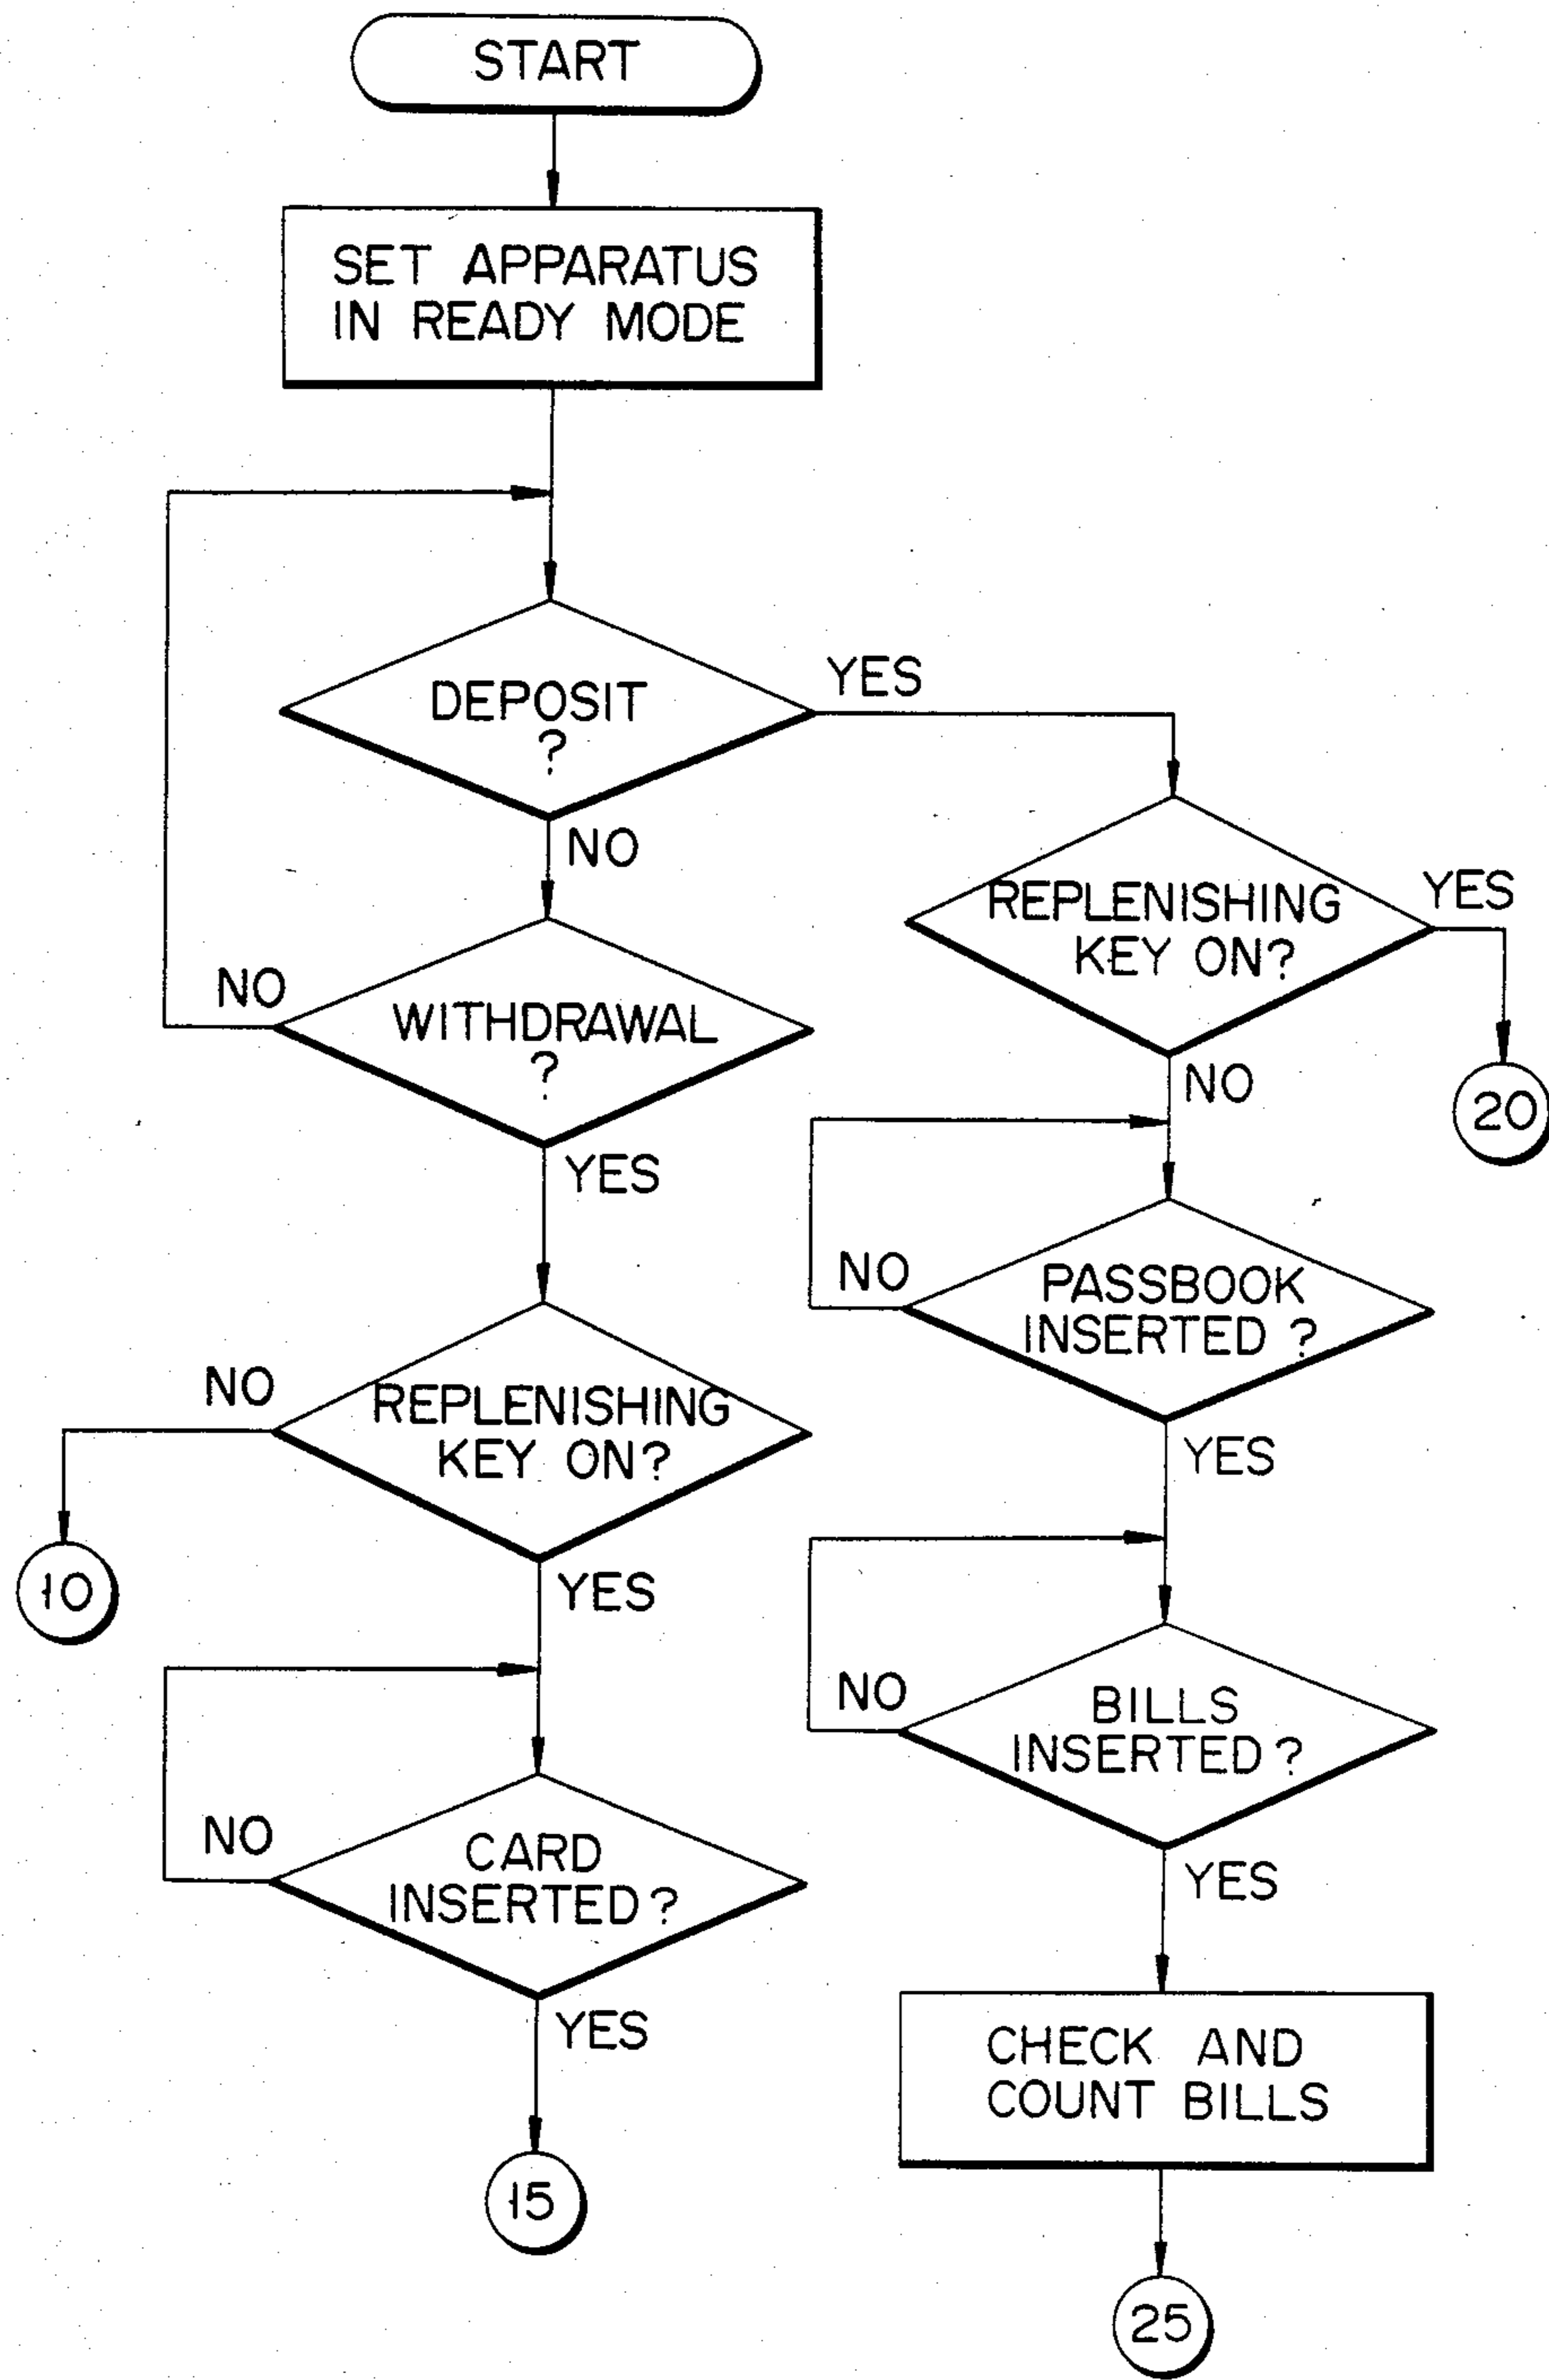 START
SET APPARATUS
IN READY MODE
DEPOSIT
?
YES
NO
WITHDRAWAL
?
NO
YES
REPLENISHING
KEY ON?
NO
10
YES
CARD
INSERTED?
NO
YES
15
REPLENISHING
KEY ON?
YES
20
NO
PASSBOOK
INSERTED ?
NO
YES
BILLS
INSERTED?
NO
YES
CHECK AND
COUNT BILLS
25